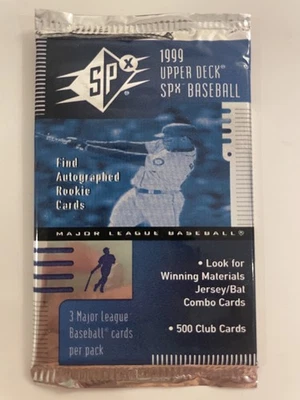 SPx
1999
UPPER DECK®
SPx BASEBALL
Find
Autographed
Rookie
Cards
MAJOR LEAGUE BASEBALL®
• Look for
Winning Materials
Jersey/Bat
Combo Cards
• 500 Club Cards
3 Major league
Baseball® cards
per pack